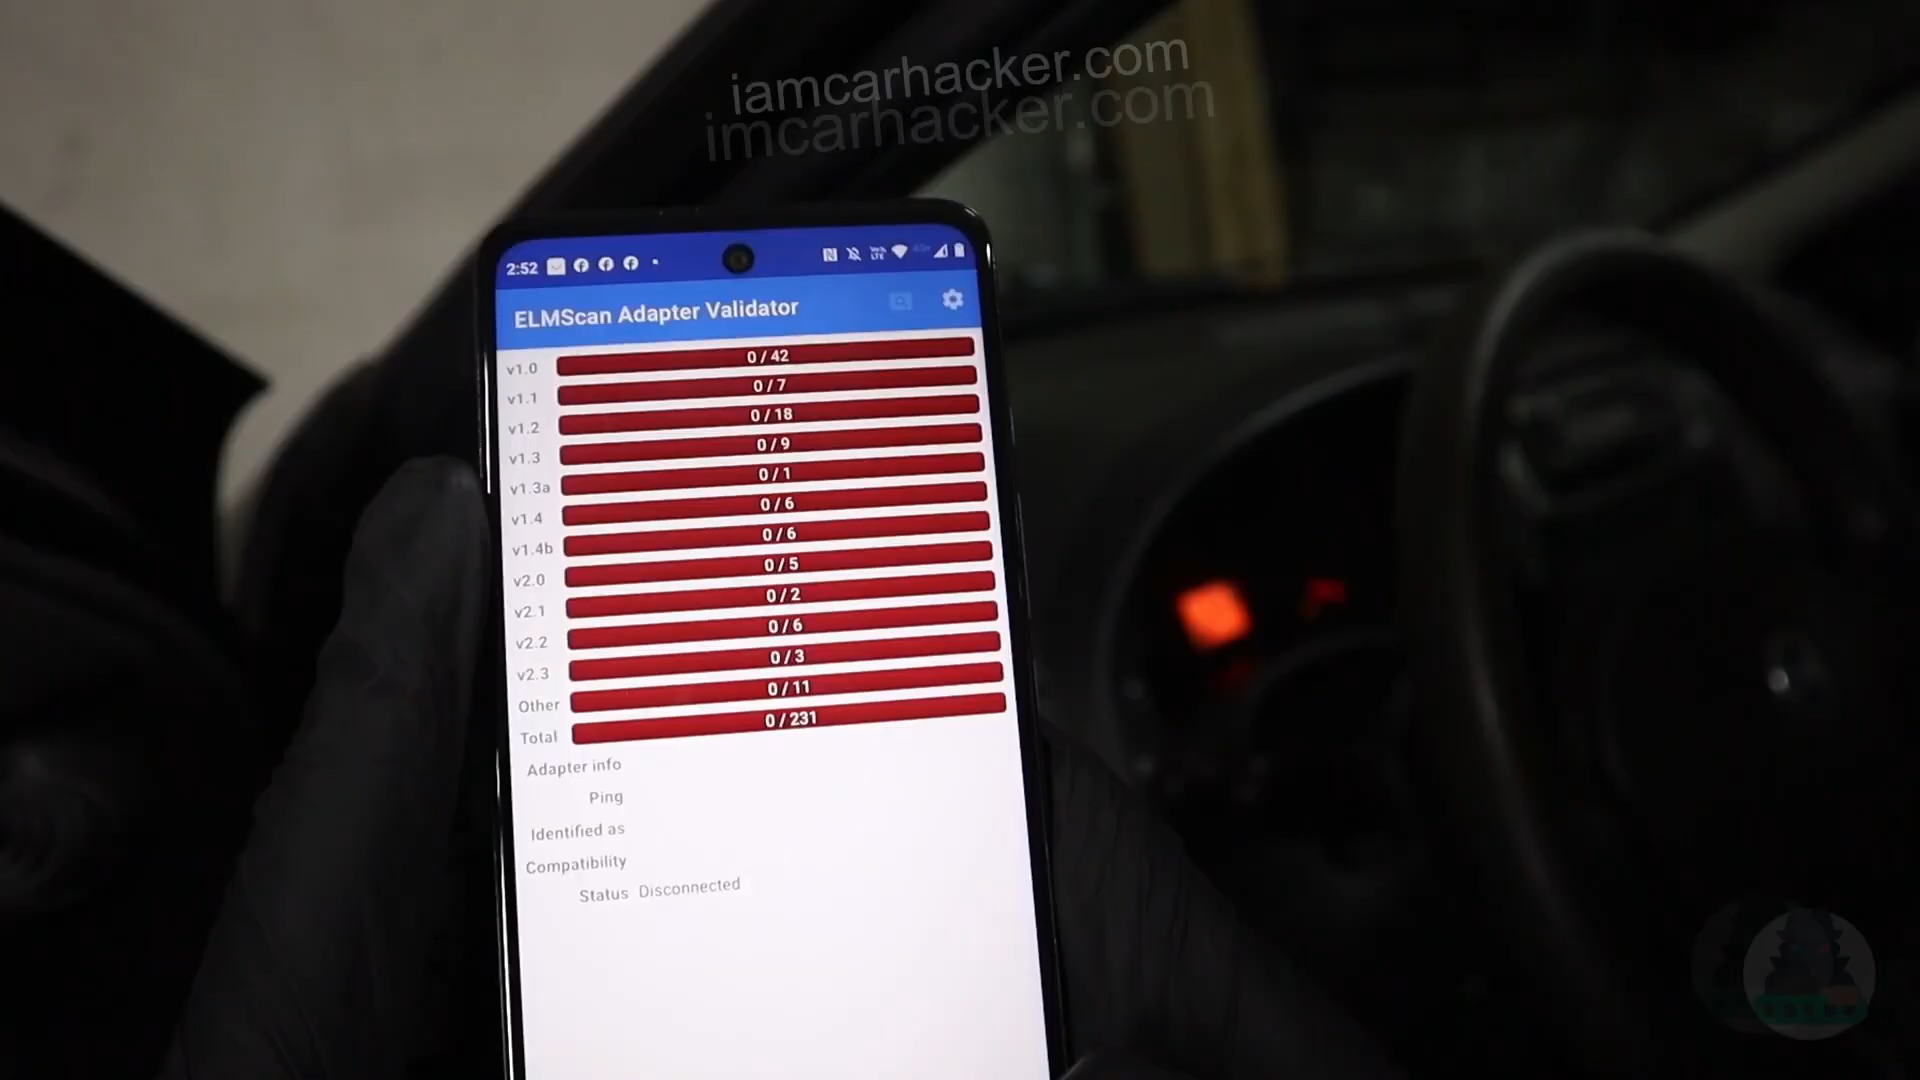 iamcarhacker.com
imcarhacker.com
2:52
ELMScan Adapter Validator
v1.0 0 / 42
v1.1 0 / 7
v1.2 0 / 18
v1.3 0 / 9
v1.3a 0 / 1
v1.4 0 / 6
v1.4b 0 / 6
v2.0 0 / 5
v2.1 0 / 2
v2.2 0 / 6
v2.3 0 / 3
Other 0 / 11
Total 0 / 231
Adapter info
Ping
Identified as
Compatibility
Status Disconnected